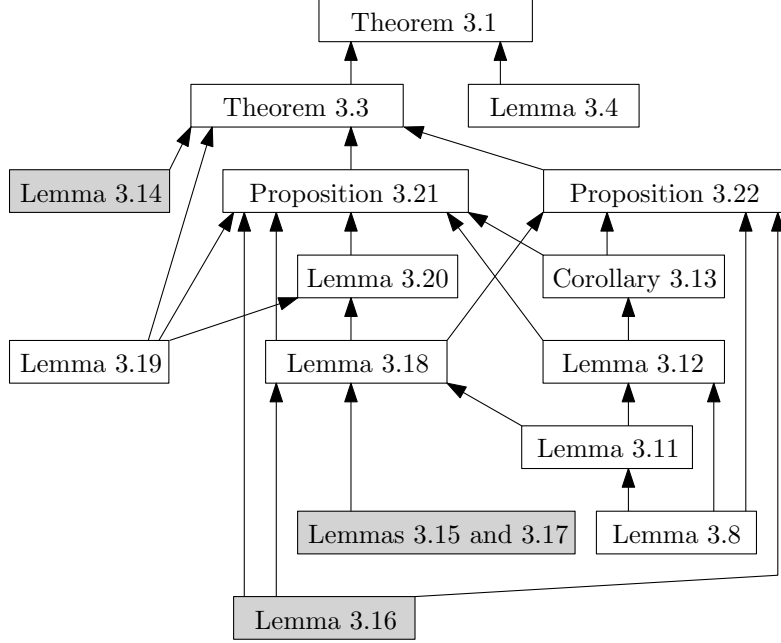 Theorem 3.1
Theorem 3.3
Lemma 3.4
Lemma 3.14
Proposition 3.21
Proposition 3.22
Lemma 3.20
Corollary 3.13
Lemma 3.19
Lemma 3.18
Lemma 3.12
Lemma 3.11
Lemmas 3.15 and 3.17
Lemma 3.8
Lemma 3.16